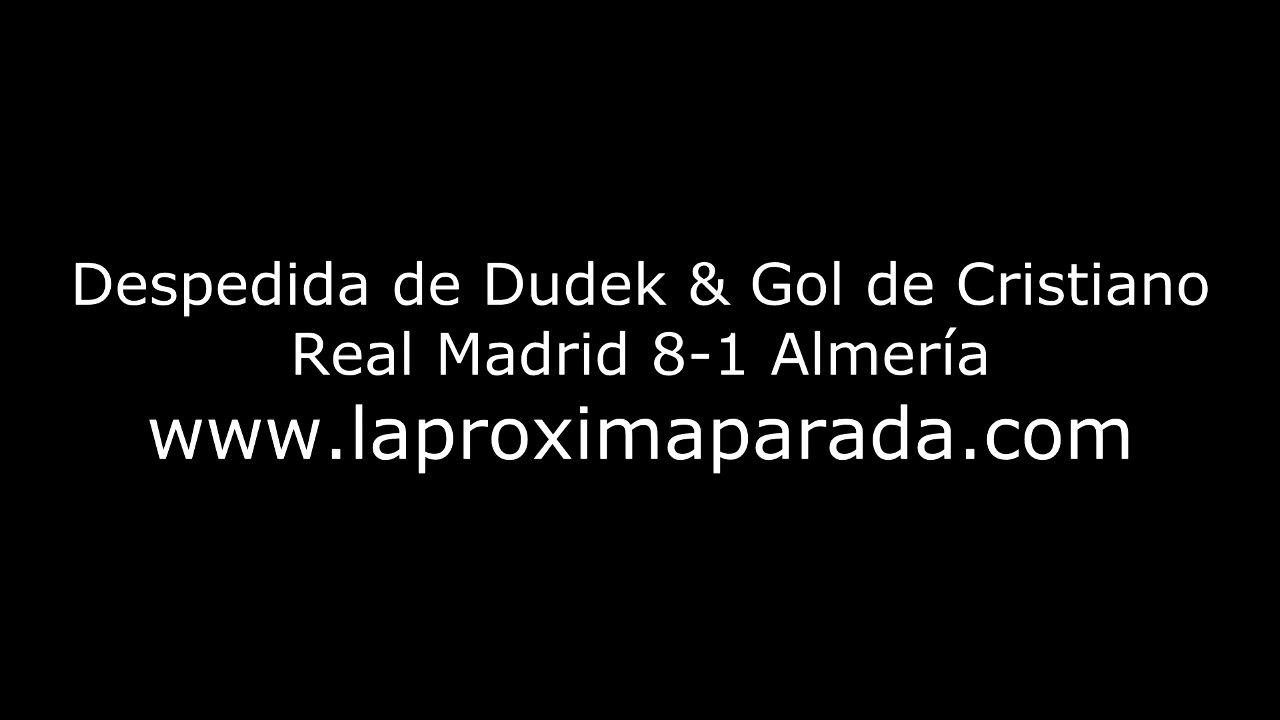 Despedida de Dudek & Gol de Cristiano
Real Madrid 8-1 Almería
www.laproximaparada.com